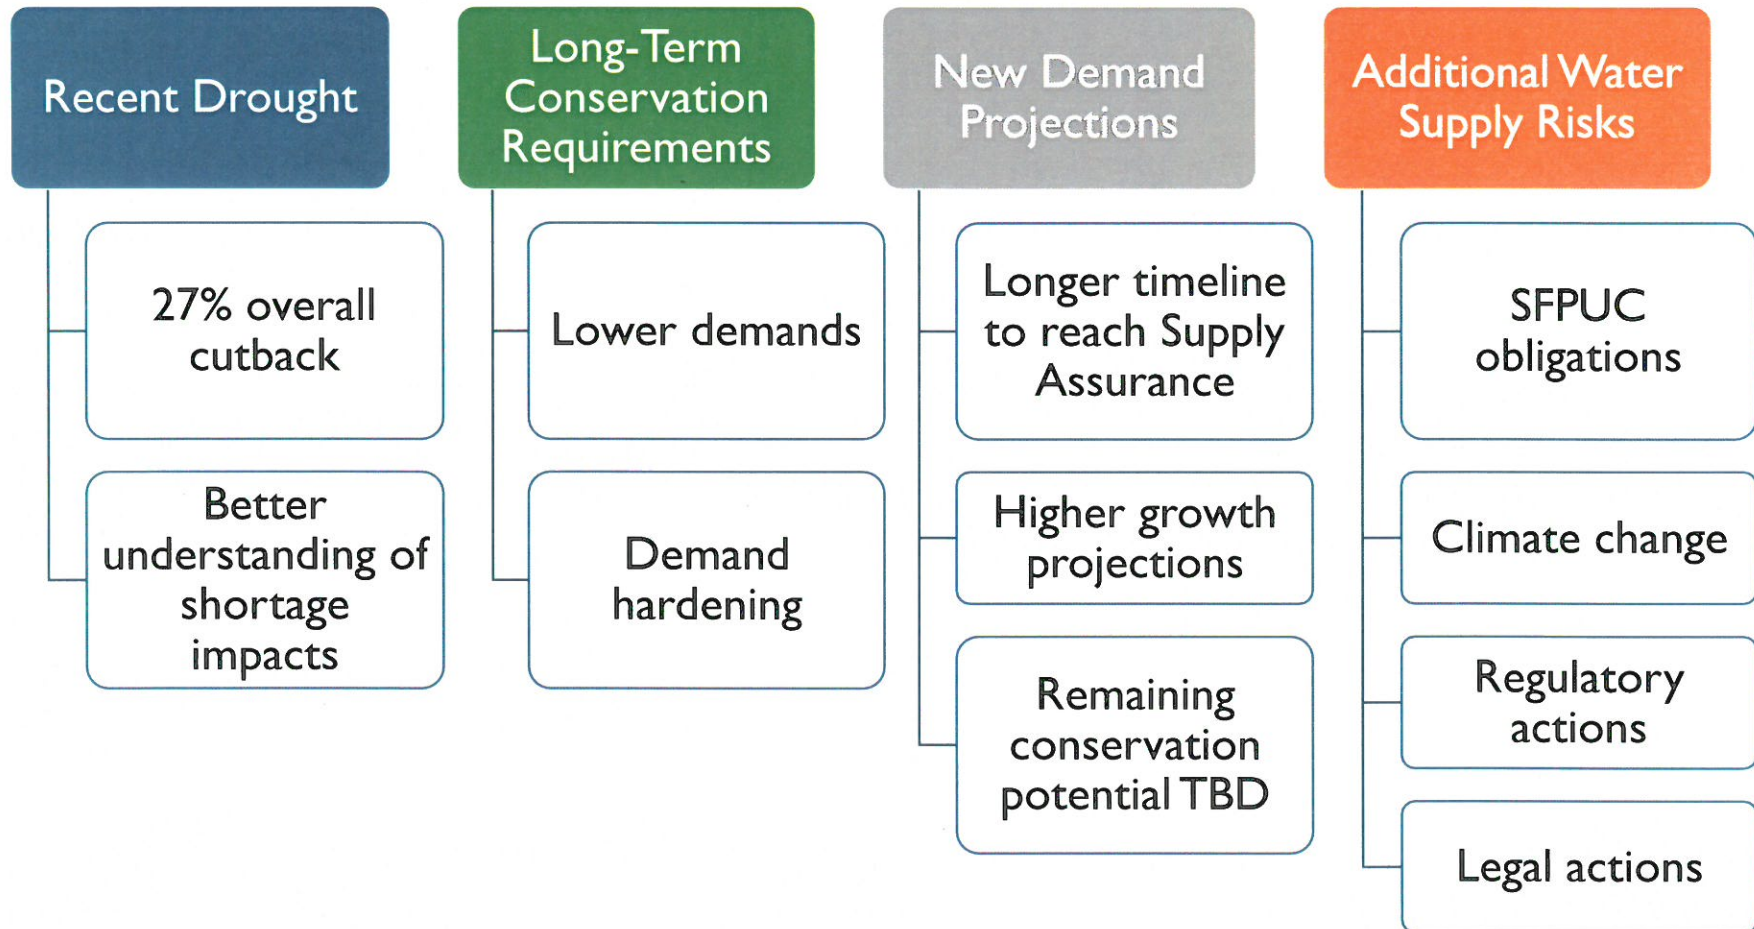 Recent Drought
27% overall
cutback
Better
understanding of
shortage
impacts
Long-Term
Conservation
Requirements
Lower demands
Demand
hardening
New Demand
Projections
Longer timeline
to reach Supply
Assurance
Higher growth
projections
Remaining
conservation
potential TBD
Additional Water
Supply Risks
SFPUC
obligations
Climate change
Regulatory
actions
Legal actions